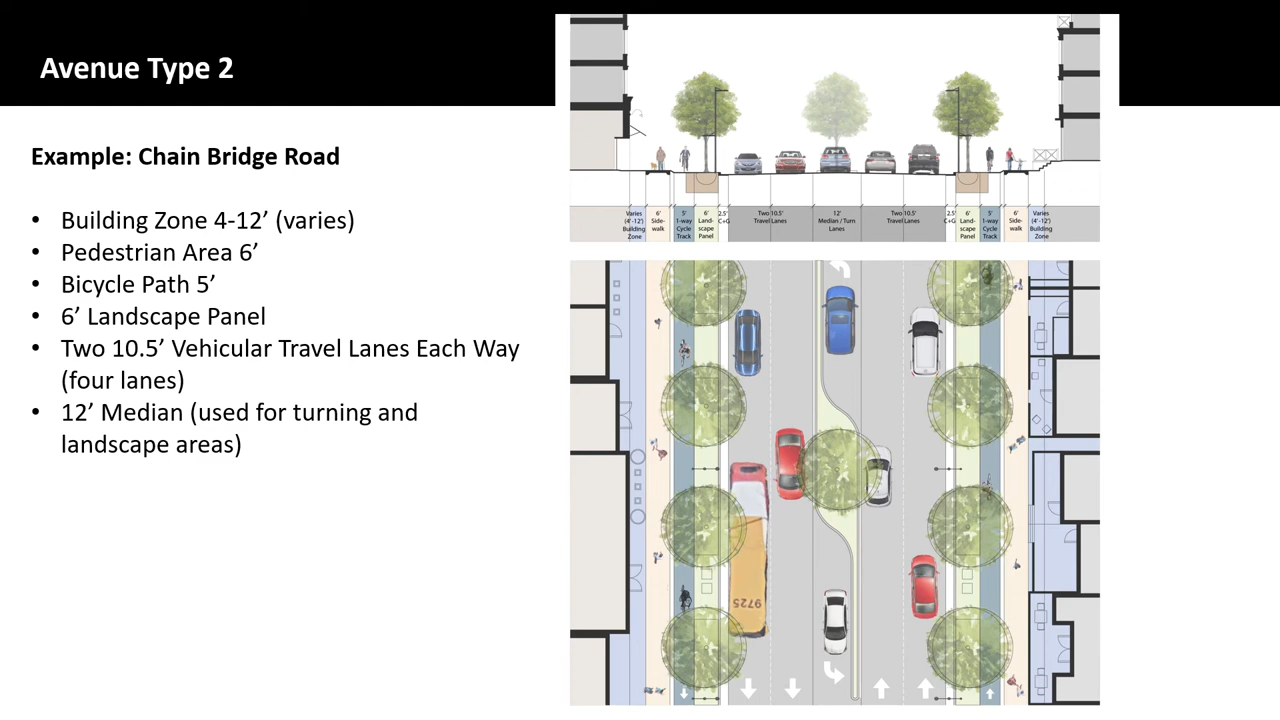 Avenue Type 2
Example: Chain Bridge Road
• Building Zone 4-12’ (varies)
• Pedestrian Area 6’
• Bicycle Path 5’
• 6’ Landscape Panel
• Two 10.5’ Vehicular Travel Lanes Each Way
(four lanes)
• 12’ Median (used for turning and
landscape areas)
Varies
(4'-12')
Building
Zone
6'
Side-
walk
5'
1-way
Cycle
Track
6'
Land-
scape
Panel
2.5'
C+G
Two 10.5'
Travel Lanes
12'
Median / Turn
Lanes
Two 10.5'
Travel Lanes
2.5'
C+G
6'
Land-
scape
Panel
5'
1-way
Cycle
Track
6'
Side-
walk
Varies
(4'-12')
Building
Zone
9725